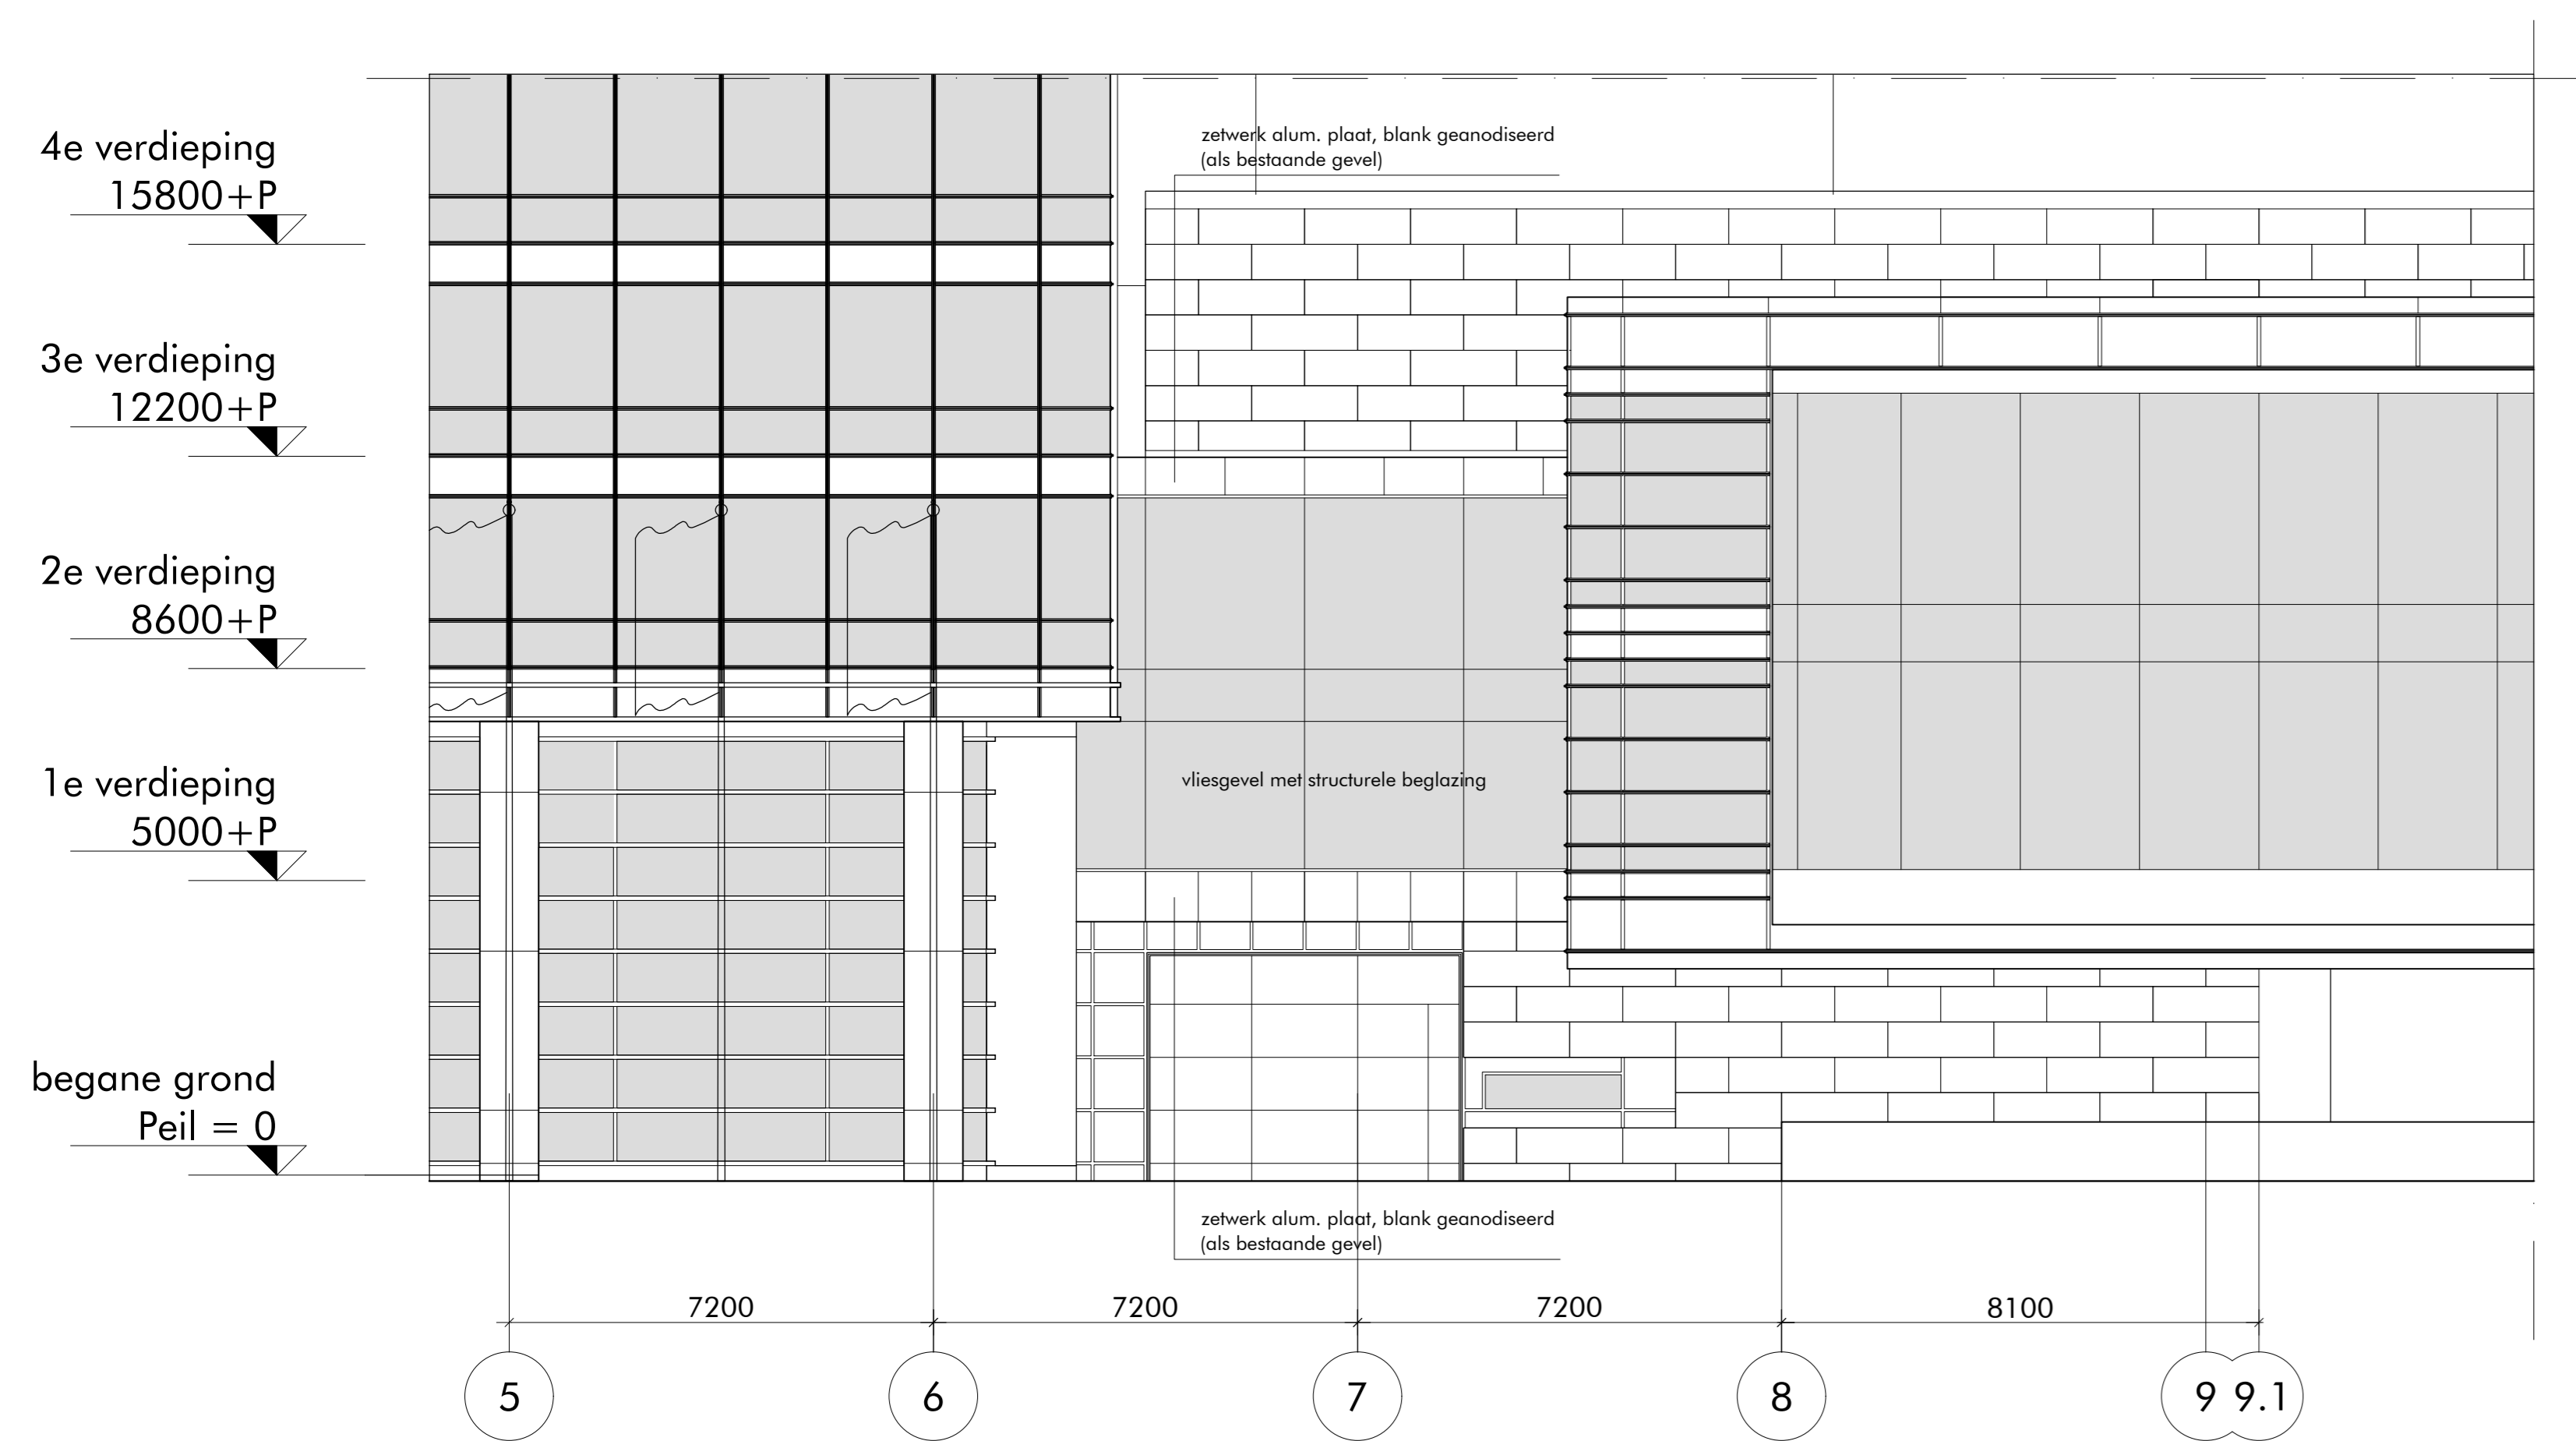 4e verdieping
15800+P
zetwerk alum. plaat, blank geanodiseerd
(als bestaande gevel)
3e verdieping
12200+P
2e verdieping
8600+P
1e verdieping
5000+P
vliesgevel met structurele beglazing
begane grond
Peil = 0
zetwerk alum. plaat, blank geanodiseerd
(als bestaande gevel)
7200 7200 7200 8100
5 6 7 8 9 9.1